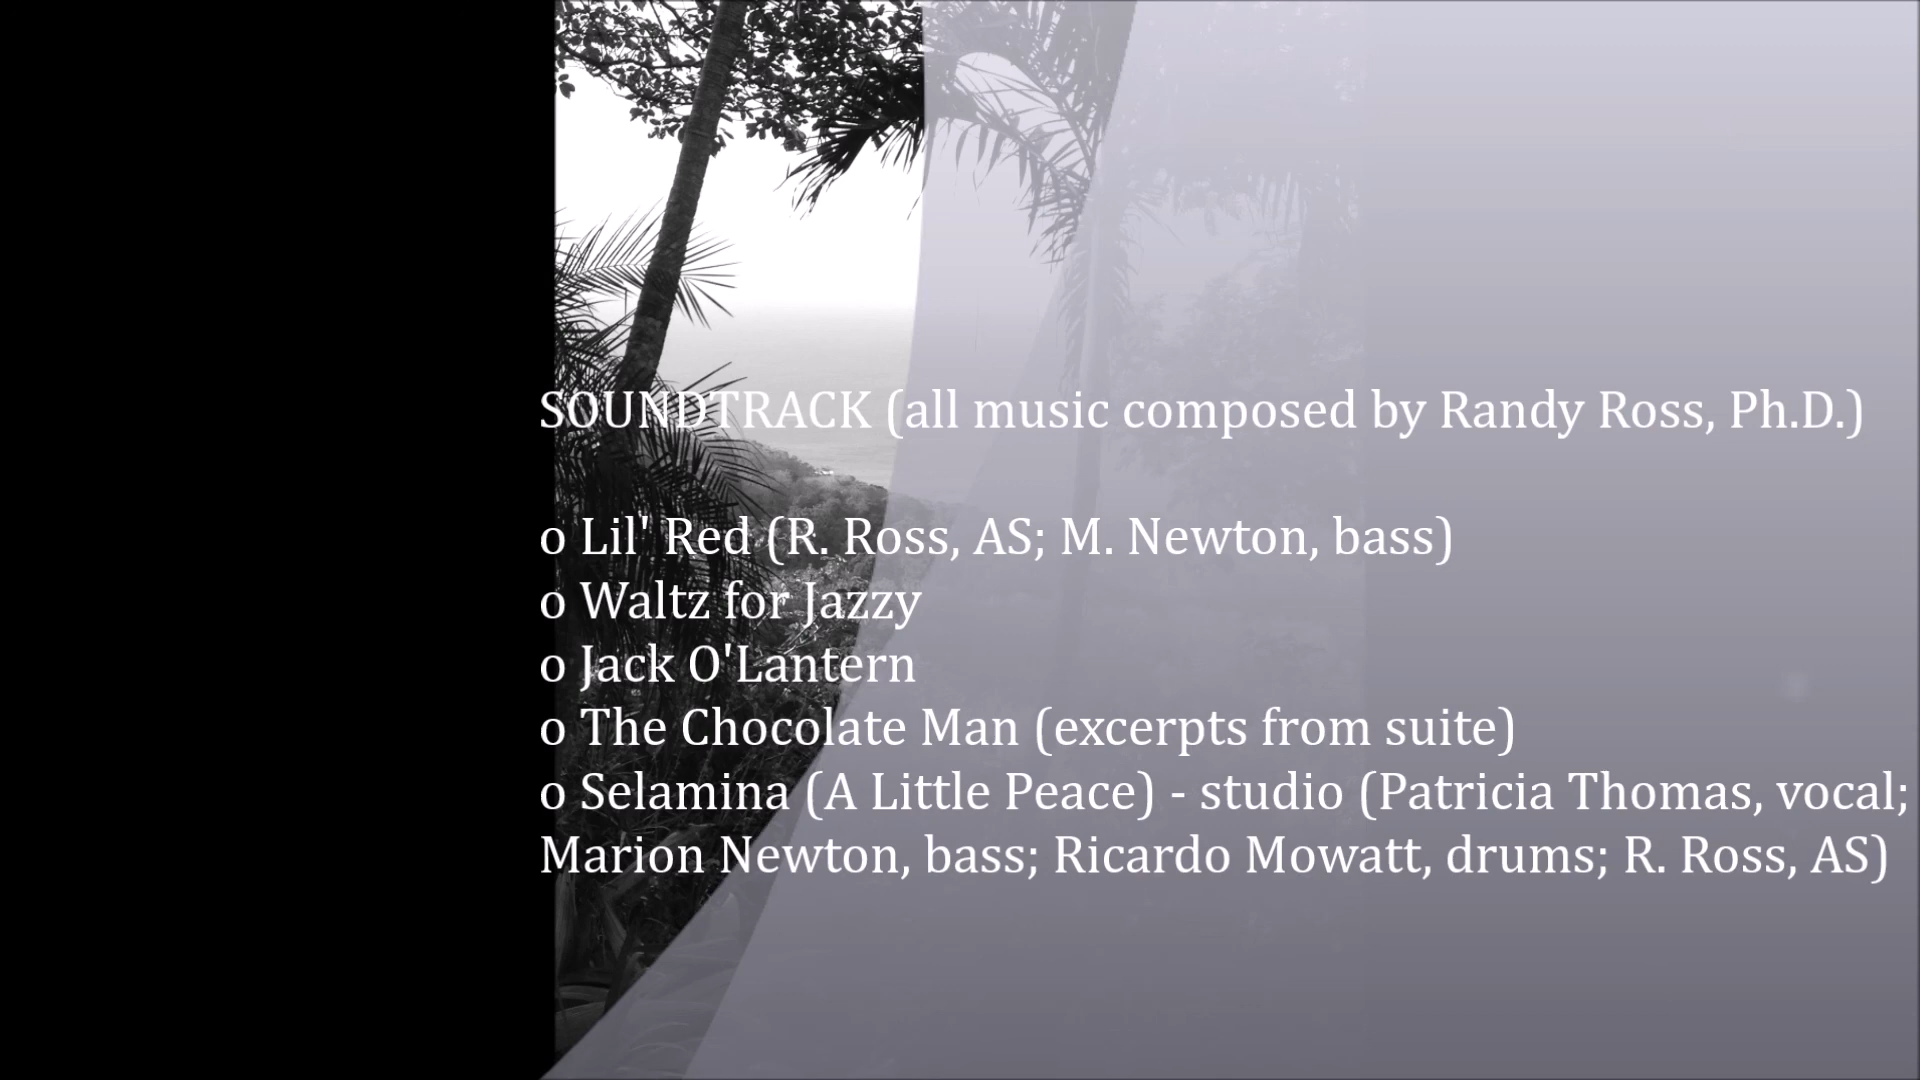 SOUNDTRACK (all music composed by Randy Ross, Ph.D.)
o Lil' Red (R. Ross, AS; M. Newton, bass)
o Waltz for Jazzy
o Jack O'Lantern
o The Chocolate Man (excerpts from suite)
o Selamina (A Little Peace) - studio (Patricia Thomas, vocal;
Marion Newton, bass; Ricardo Mowatt, drums; R. Ross, AS)